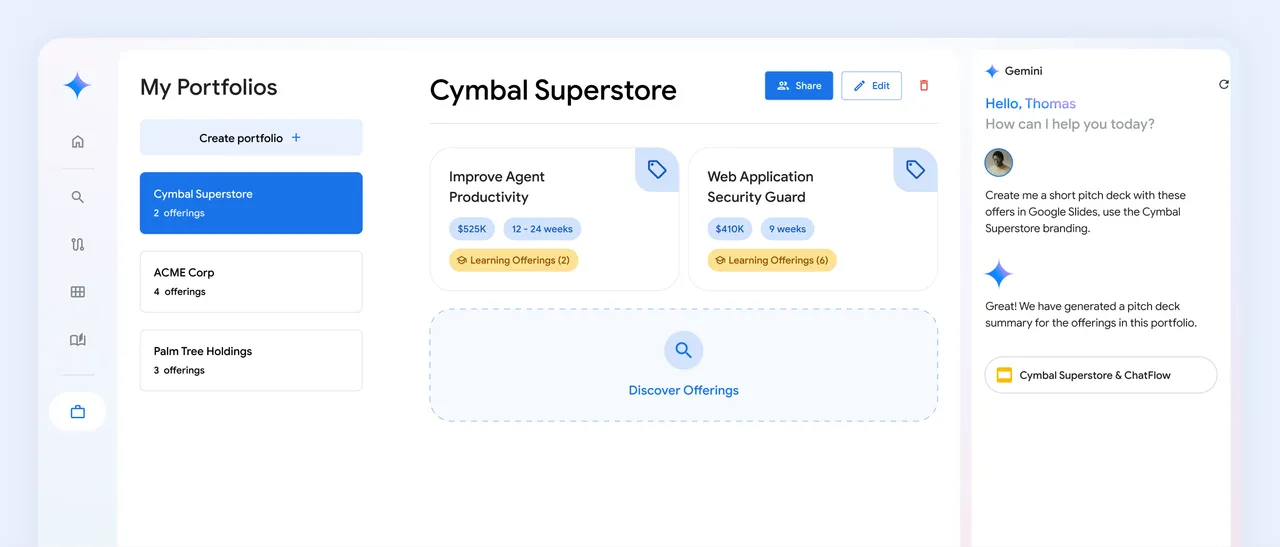 My Portfolios
Create portfolio +
Cymbal Superstore
2 offerings
ACME Corp
4 offerings
Palm Tree Holdings
3 offerings
Cymbal Superstore
Share
Edit
Improve Agent
Productivity
$525K
12 - 24 weeks
Learning Offerings (2)
Web Application
Security Guard
$410K
9 weeks
Learning Offerings (6)
Discover Offerings
Gemini
Hello, Thomas
How can I help you today?
Create me a short pitch deck with these
offers in Google Slides, use the Cymbal
Superstore branding.
Great! We have generated a pitch deck
summary for the offerings in this portfolio.
Cymbal Superstore & ChatFlow